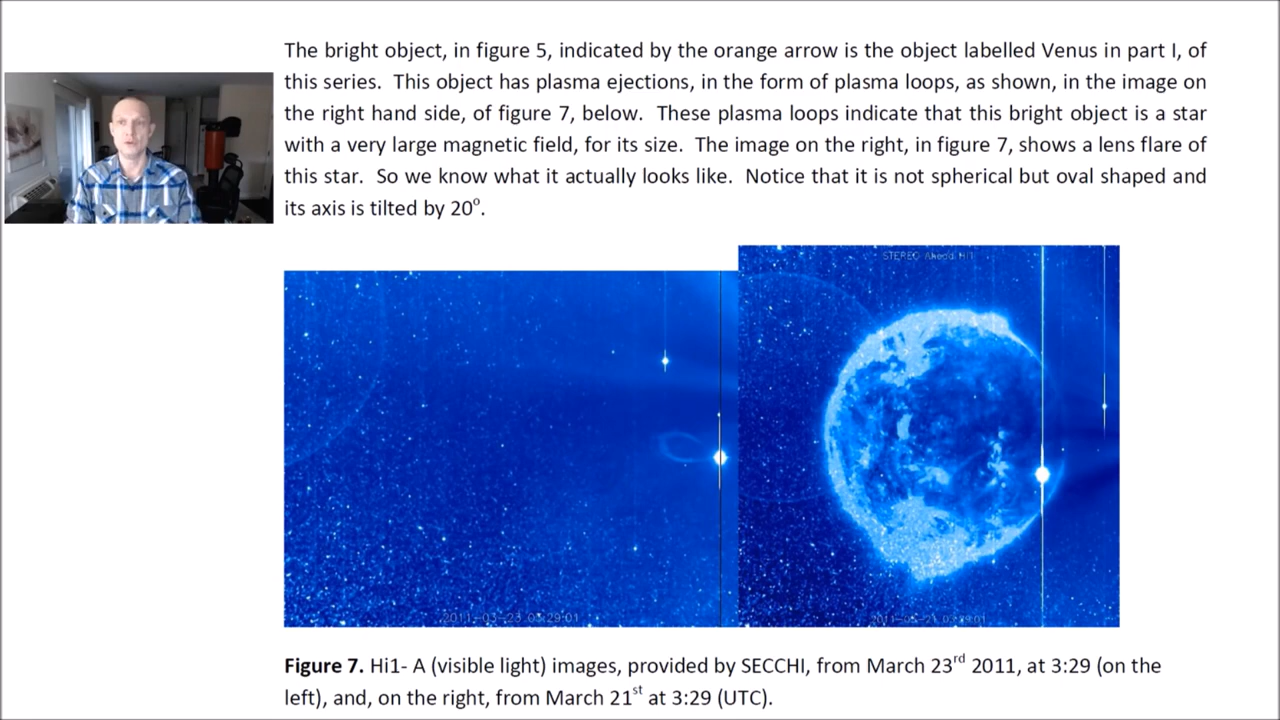 The bright object, in figure 5, indicated by the orange arrow is the object labelled Venus in part I, of
this series. This object has plasma ejections, in the form of plasma loops, as shown, in the image on
the right hand side, of figure 7, below. These plasma loops indicate that this bright object is a star
with a very large magnetic field, for its size. The image on the right, in figure 7, shows a lens flare of
this star. So we know what it actually looks like. Notice that it is not spherical but oval shaped and
its axis is tilted by 20º.
STEREO Ahead HI1
2011-03-23 03:29:01
2011-03-21 03:29:01
Figure 7. Hi1- A (visible light) images, provided by SECCHI, from March 23rd 2011, at 3:29 (on the
left), and, on the right, from March 21st at 3:29 (UTC).